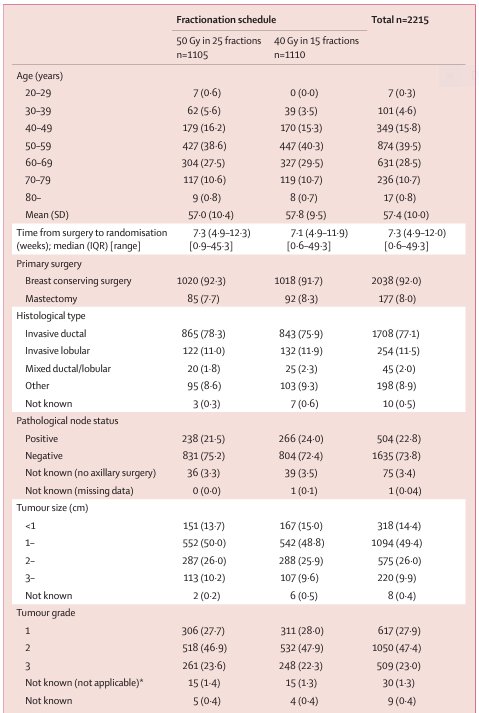 Fractionation schedule Total n=2215
50 Gy in 25 fractions 40 Gy in 15 fractions
n=1105 n=1110
Age (years)
20–29 7 (0·6) 0 (0·0) 7 (0·3)
30–39 62 (5·6) 39 (3·5) 101 (4·6)
40–49 179 (16·2) 170 (15·3) 349 (15·8)
50–59 427 (38·6) 447 (40·3) 874 (39·5)
60–69 304 (27·5) 327 (29·5) 631 (28·5)
70–79 117 (10·6) 119 (10·7) 236 (10·7)
80– 9 (0·8) 8 (0·7) 17 (0·8)
Mean (SD) 57·0 (10·4) 57·8 (9·5) 57·4 (10·0)
Time from surgery to randomisation 7·3 (4·9–12·3) 7·1 (4·9–11·9) 7·3 (4·9–12·0)
(weeks); median (IQR) [range] [0·9–45·3] [0·6–49·3] [0·6–49·3]
Primary surgery
Breast conserving surgery 1020 (92·3) 1018 (91·7) 2038 (92·0)
Mastectomy 85 (7·7) 92 (8·3) 177 (8·0)
Histological type
Invasive ductal 865 (78·3) 843 (75·9) 1708 (77·1)
Invasive lobular 122 (11·0) 132 (11·9) 254 (11·5)
Mixed ductal/lobular 20 (1·8) 25 (2·3) 45 (2·0)
Other 95 (8·6) 103 (9·3) 198 (8·9)
Not known 3 (0·3) 7 (0·6) 10 (0·5)
Pathological node status
Positive 238 (21·5) 266 (24·0) 504 (22·8)
Negative 831 (75·2) 804 (72·4) 1635 (73·8)
Not known (no axillary surgery) 36 (3·3) 39 (3·5) 75 (3·4)
Not known (missing data) 0 (0·0) 1 (0·1) 1 (0·04)
Tumour size (cm)
<1 151 (13·7) 167 (15·0) 318 (14·4)
1– 552 (50·0) 542 (48·8) 1094 (49·4)
2– 287 (26·0) 288 (25·9) 575 (26·0)
3– 113 (10·2) 107 (9·6) 220 (9·9)
Not known 2 (0·2) 6 (0·5) 8 (0·4)
Tumour grade
1 306 (27·7) 311 (28·0) 617 (27·9)
2 518 (46·9) 532 (47·9) 1050 (47·4)
3 261 (23·6) 248 (22·3) 509 (23·0)
Not known (not applicable)* 15 (1·4) 15 (1·3) 30 (1·3)
Not known 5 (0·4) 4 (0·4) 9 (0·4)